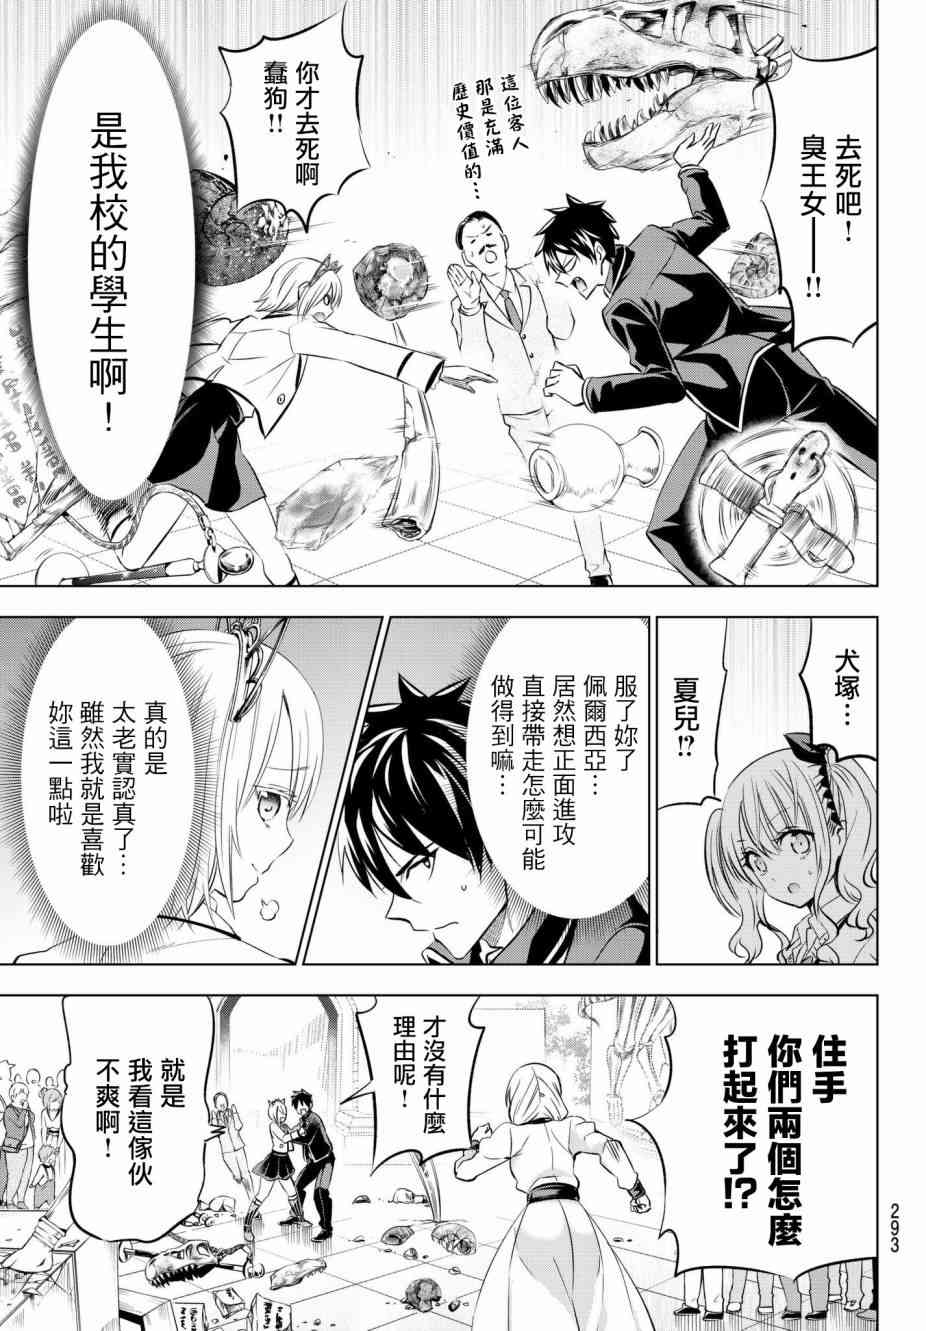 去死吧！
臭王女——!!
這位客人
那是充滿
歷史價值的…
你才去死啊
蠢狗!!
是我校的學生啊！
犬塚…
夏兒!?
服了妳了
佩爾西亞…
居然想正面進攻
直接帶走怎麼可能
做得到嘛…
真的是
太老實認真了…
雖然我就是喜歡
妳這一點啦
住手
你們兩個怎麼
打起來了!?
才沒有什麼
理由呢！
就是
我看這傢伙
不爽啊！
293